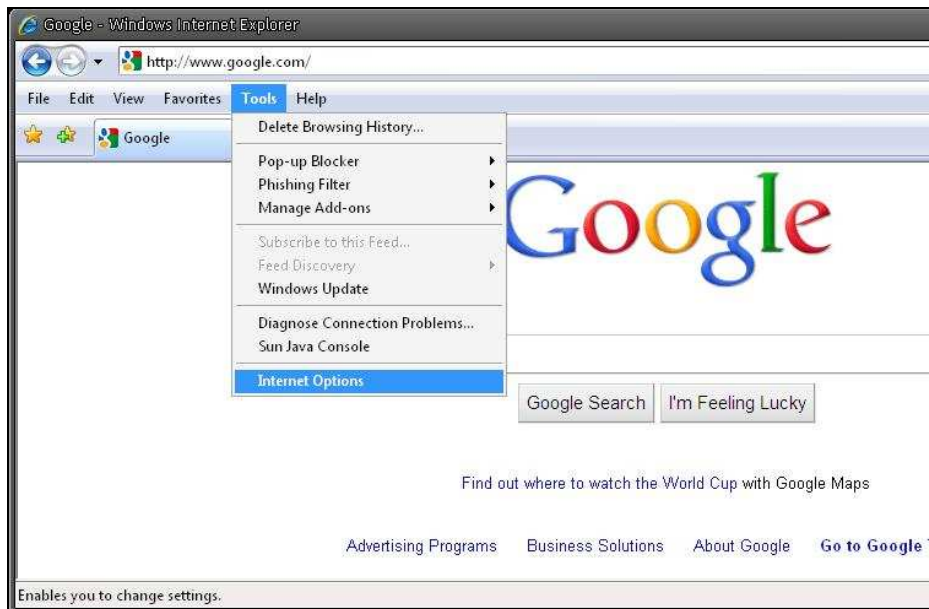 Google - Windows Internet Explorer
http://www.google.com/
File Edit View Favorites Tools Help
Google
Delete Browsing History...
Pop-up Blocker
Phishing Filter
Manage Add-ons
Subscribe to this Feed...
Feed Discovery
Windows Update
Diagnose Connection Problems...
Sun Java Console
Internet Options
Google
Google Search I'm Feeling Lucky
Find out where to watch the World Cup with Google Maps
Advertising Programs Business Solutions About Google Go to Google
Enables you to change settings.